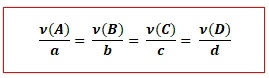 ν(A)/a = ν(B)/b = ν(C)/c = ν(D)/d